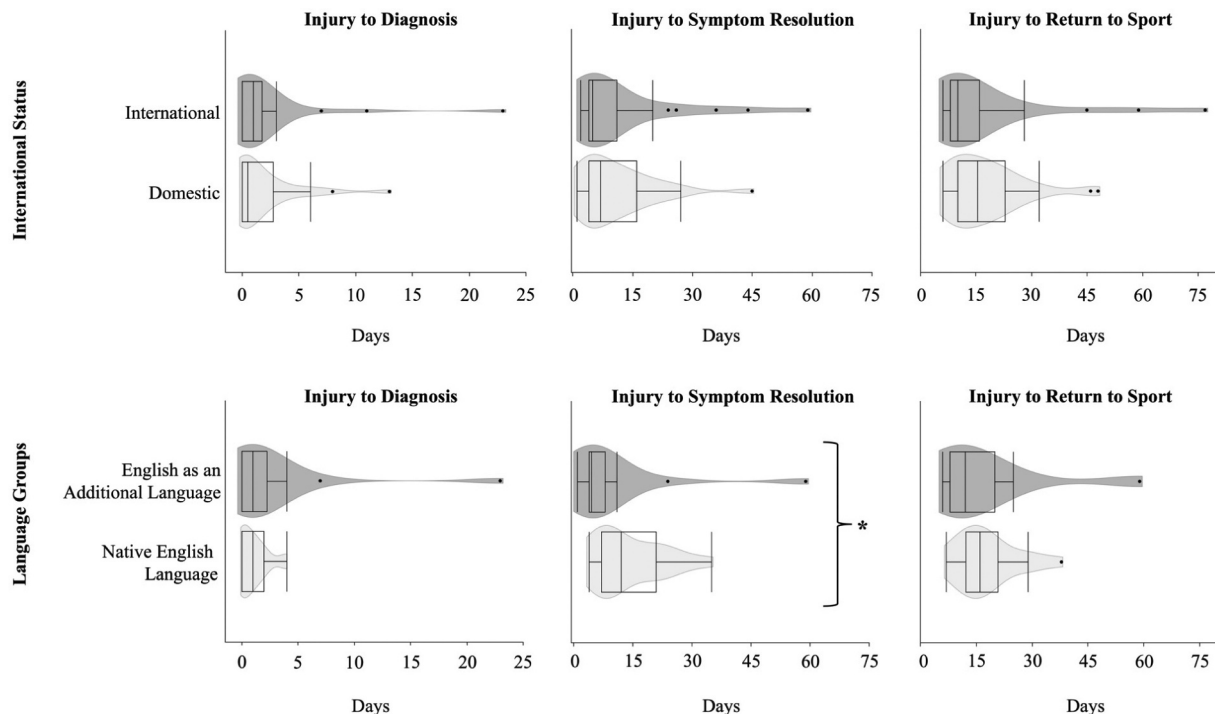 Injury to Diagnosis
Injury to Symptom Resolution
Injury to Return to Sport
International Status
International
Domestic
0 5 10 15 20 25
0 15 30 45 60 75
0 15 30 45 60 75
Days
Days
Days
Injury to Diagnosis
Injury to Symptom Resolution
Injury to Return to Sport
Language Groups
English as an
Additional Language
Native English
Language
*
0 5 10 15 20 25
0 15 30 45 60 75
0 15 30 45 60 75
Days
Days
Days